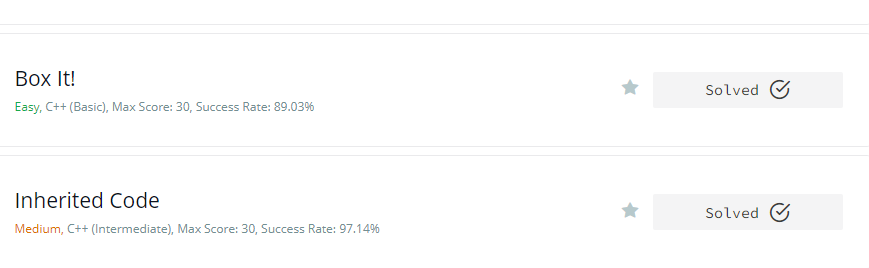 Box It!
Easy, C++ (Basic), Max Score: 30, Success Rate: 89.03%
Solved
Inherited Code
Medium, C++ (Intermediate), Max Score: 30, Success Rate: 97.14%
Solved